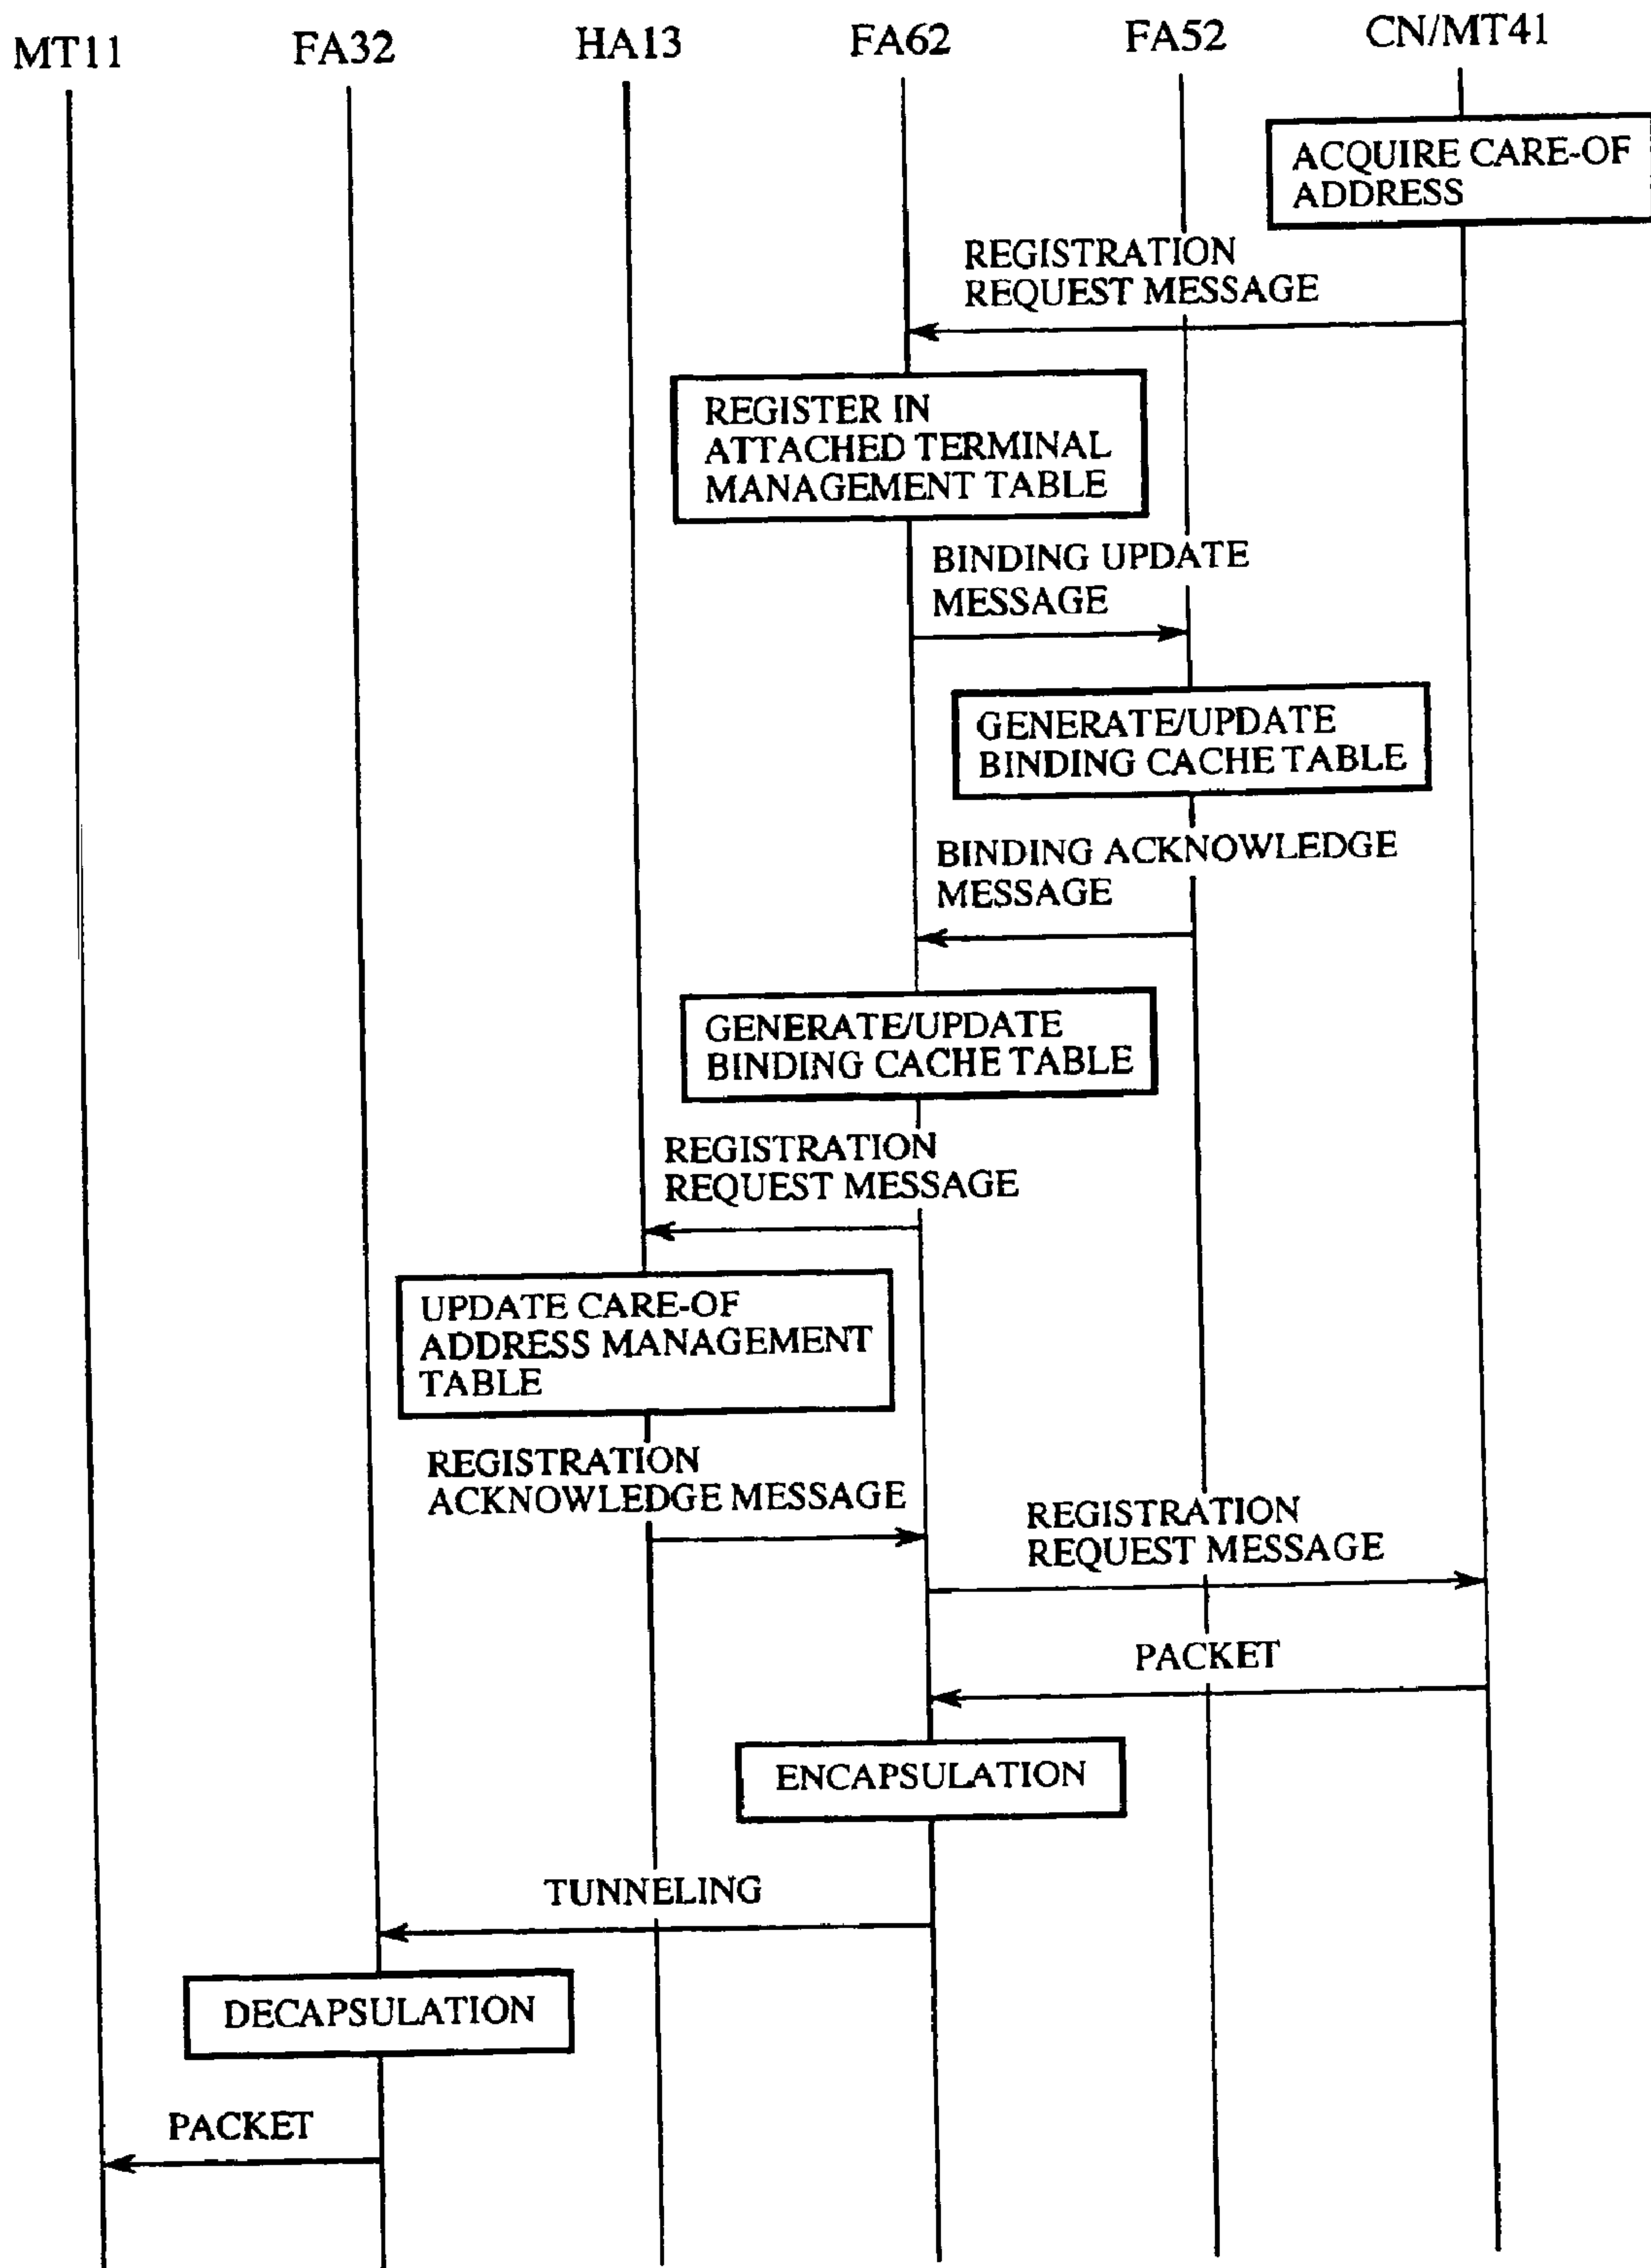 MT11 FA32 HA13 FA62 FA52 CN/MT41
ACQUIRE CARE-OF
ADDRESS
REGISTRATION
REQUEST MESSAGE
REGISTER IN
ATTACHED TERMINAL
MANAGEMENT TABLE
BINDING UPDATE
MESSAGE
GENERATE/UPDATE
BINDING CACHE TABLE
BINDING ACKNOWLEDGE
MESSAGE
GENERATE/UPDATE
BINDING CACHE TABLE
REGISTRATION
REQUEST MESSAGE
UPDATE CARE-OF
ADDRESS MANAGEMENT
TABLE
REGISTRATION
ACKNOWLEDGE MESSAGE
REGISTRATION
REQUEST MESSAGE
PACKET
ENCAPSULATION
TUNNELING
DECAPSULATION
PACKET